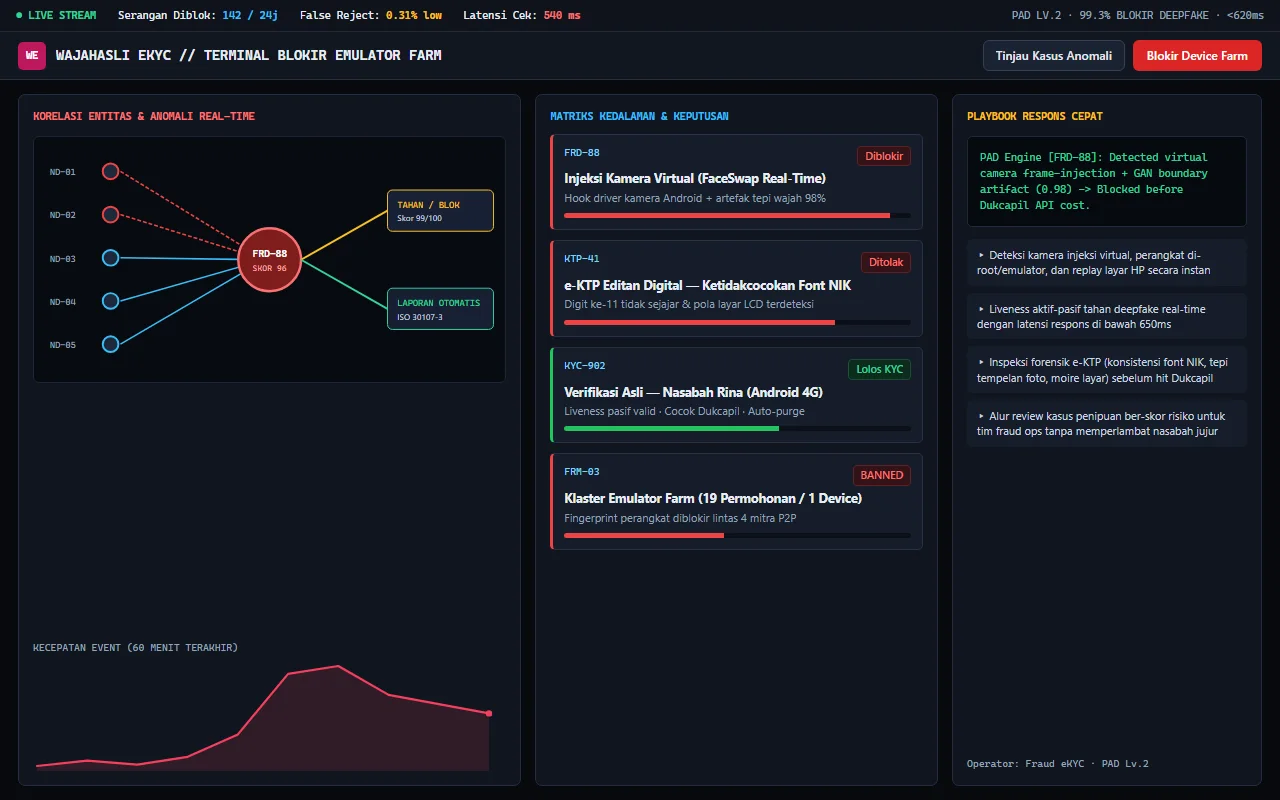 ● LIVE STREAM Serangan Diblok: 142 / 24j False Reject: 0.31% low Latensi Cek: 540 ms PAD LV.2 · 99.3% BLOKIR DEEPFAKE · <620ms
WE WAJAHASLI EKYC // TERMINAL BLOKIR EMULATOR FARM Tinjau Kasus Anomali Blokir Device Farm
KORELASI ENTITAS & ANOMALI REAL-TIME
ND-01
ND-02
ND-03
ND-04
ND-05
FRD-88
SKOR 96
TAHAN / BLOK
Skor 99/100
LAPORAN OTOMATIS
ISO 30107-3
KECEPATAN EVENT (60 MENIT TERAKHIR)
MATRIKS KEDALAMAN & KEPUTUSAN
FRD-88 Diblokir
Injeksi Kamera Virtual (FaceSwap Real-Time)
Hook driver kamera Android + artefak tepi wajah 98%
KTP-41 Ditolak
e-KTP Editan Digital — Ketidakcocokan Font NIK
Digit ke-11 tidak sejajar & pola layar LCD terdeteksi
KYC-902 Lolos KYC
Verifikasi Asli — Nasabah Rina (Android 4G)
Liveness pasif valid · Cocok Dukcapil · Auto-purge
FRM-03 BANNED
Klaster Emulator Farm (19 Permohonan / 1 Device)
Fingerprint perangkat diblokir lintas 4 mitra P2P
PLAYBOOK RESPONS CEPAT
PAD Engine [FRD-88]: Detected virtual
camera frame-injection + GAN boundary
artifact (0.98) -> Blocked before
Dukcapil API cost.
‣ Deteksi kamera injeksi virtual, perangkat di-
root/emulator, dan replay layar HP secara instan
‣ Liveness aktif-pasif tahan deepfake real-time
dengan latensi respons di bawah 650ms
‣ Inspeksi forensik e-KTP (konsistensi font NIK, tepi
tempelan foto, moire layar) sebelum hit Dukcapil
‣ Alur review kasus penipuan ber-skor risiko untuk
tim fraud ops tanpa memperlambat nasabah jujur
Operator: Fraud eKYC · PAD Lv.2